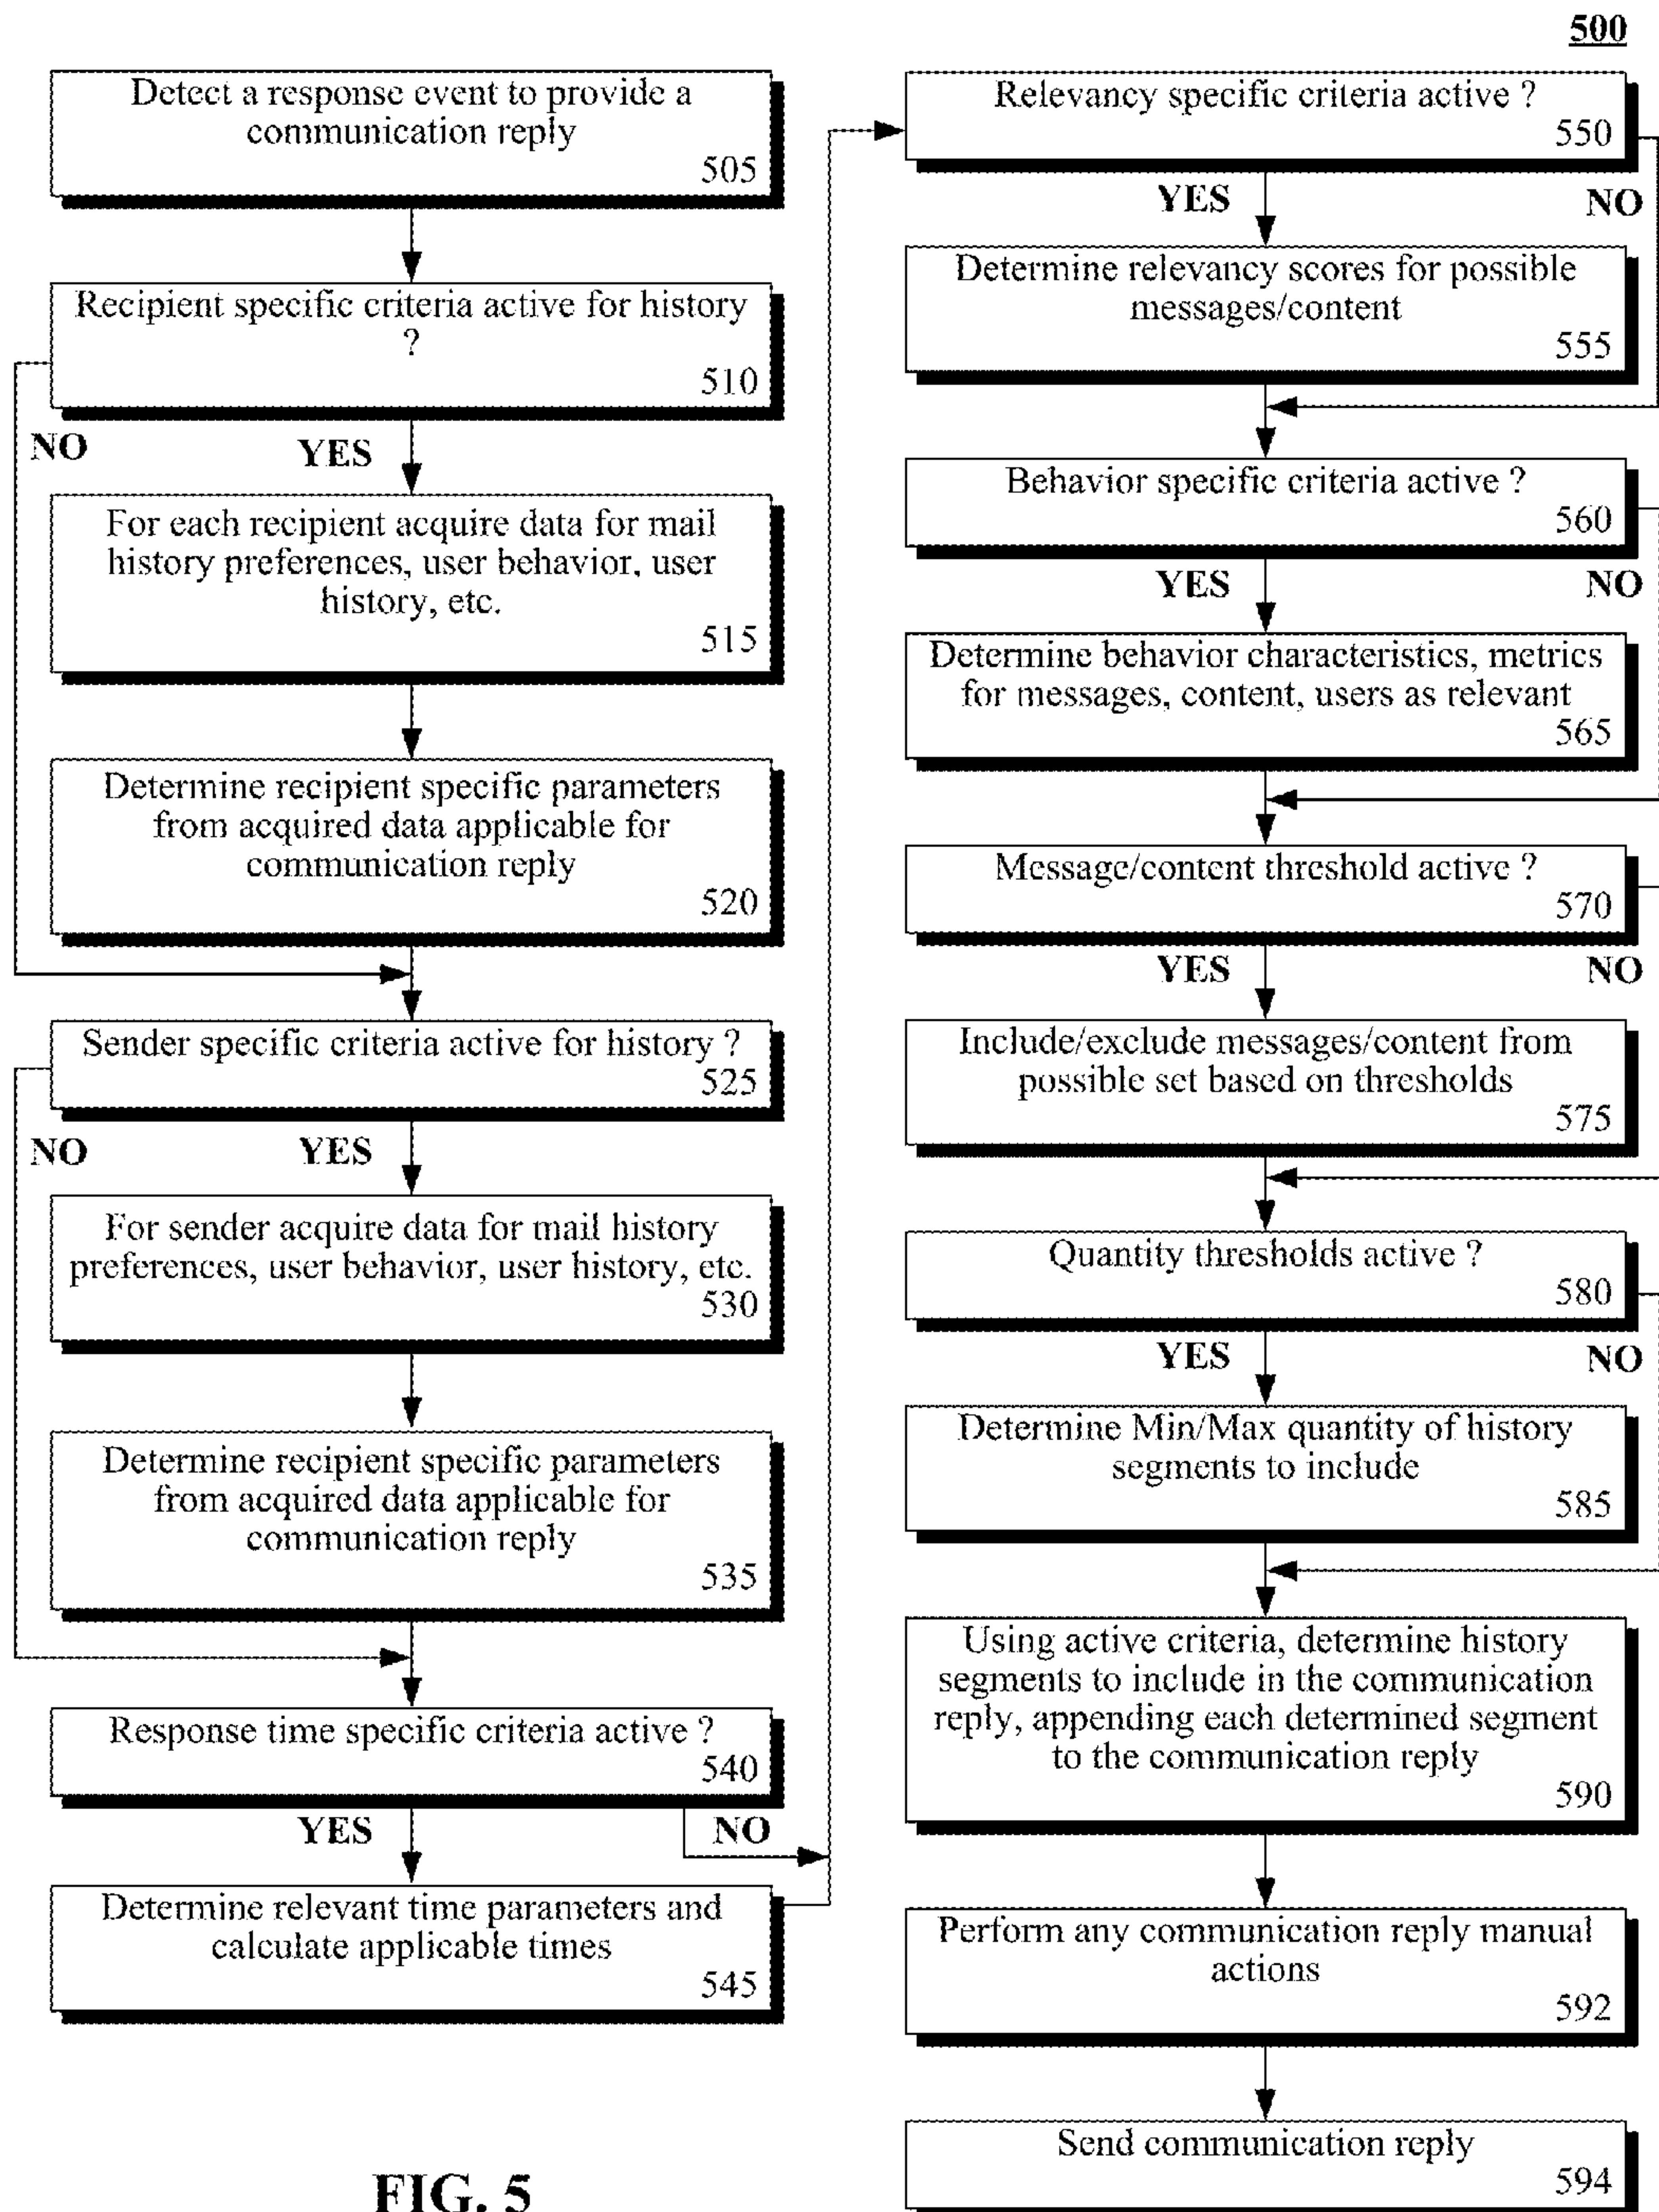 500
Detect a response event to provide a
communication reply
505
Recipient specific criteria active for history
?
510
NO
YES
For each recipient acquire data for mail
history preferences, user behavior, user
history, etc.
515
Determine recipient specific parameters
from acquired data applicable for
communication reply
520
Sender specific criteria active for history ?
525
NO
YES
For sender acquire data for mail history
preferences, user behavior, user history, etc.
530
Determine recipient specific parameters
from acquired data applicable for
communication reply
535
Response time specific criteria active ?
540
YES
NO
Determine relevant time parameters and
calculate applicable times
545
Relevancy specific criteria active ?
550
YES
NO
Determine relevancy scores for possible
messages/content
555
Behavior specific criteria active ?
560
YES
NO
Determine behavior characteristics, metrics
for messages, content, users as relevant
565
Message/content threshold active ?
570
YES
NO
Include/exclude messages/content from
possible set based on thresholds
575
Quantity thresholds active ?
580
YES
NO
Determine Min/Max quantity of history
segments to include
585
Using active criteria, determine history
segments to include in the communication
reply, appending each determined segment
to the communication reply
590
Perform any communication reply manual
actions
592
Send communication reply
594
FIG. 5